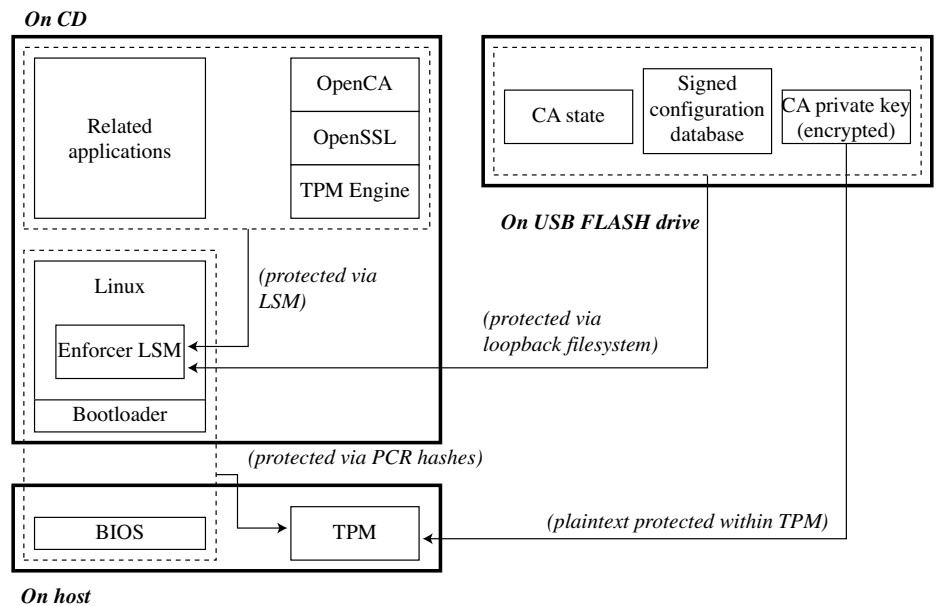 On CD
Related
applications
OpenCA
OpenSSL
TPM Engine
CA state
Signed
configuration
database
CA private key
(encrypted)
On USB FLASH drive
(protected via
LSM)
Linux
Enforcer LSM
Bootloader
(protected via
loopback filesystem)
(protected via PCR hashes)
BIOS
TPM
(plaintext protected within TPM)
On host